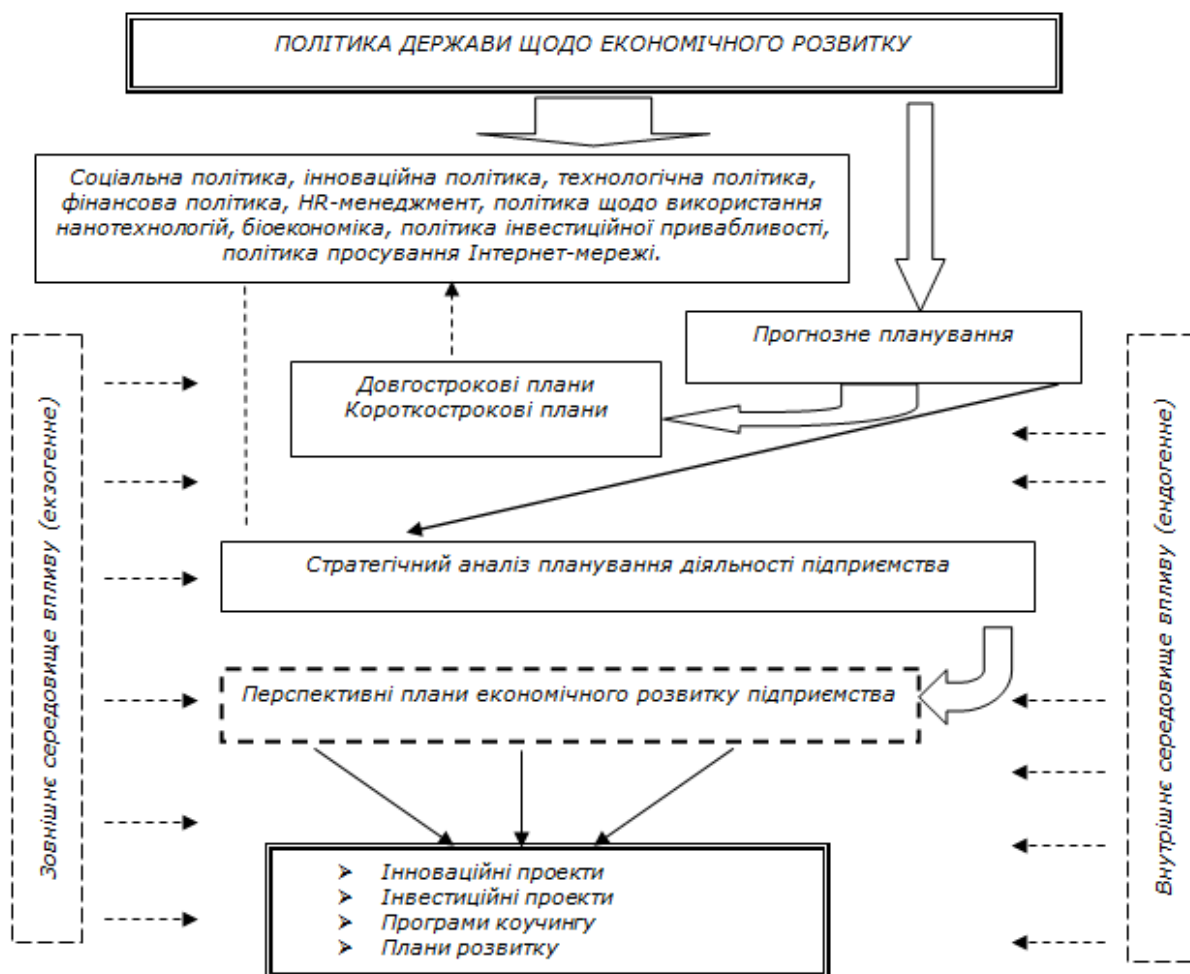 ПОЛІТИКА ДЕРЖАВИ ЩОДО ЕКОНОМІЧНОГО РОЗВИТКУ
Соціальна політика, інноваційна політика, технологічна політика,
фінансова політика, HR-менеджмент, політика щодо використання
нанотехнологій, біоекономіка, політика інвестиційної привабливості,
політика просування Інтернет-мережі.
Прогнозне планування
Довгострокові плани
Короткострокові плани
Зовнішнє середовище впливу (екзогенне)
Внутрішнє середовище впливу (ендогенне)
Стратегічний аналіз планування діяльності підприємства
Перспективні плани економічного розвитку підприємства
➢ Інноваційні проекти
➢ Інвестиційні проекти
➢ Програми коучингу
➢ Плани розвитку